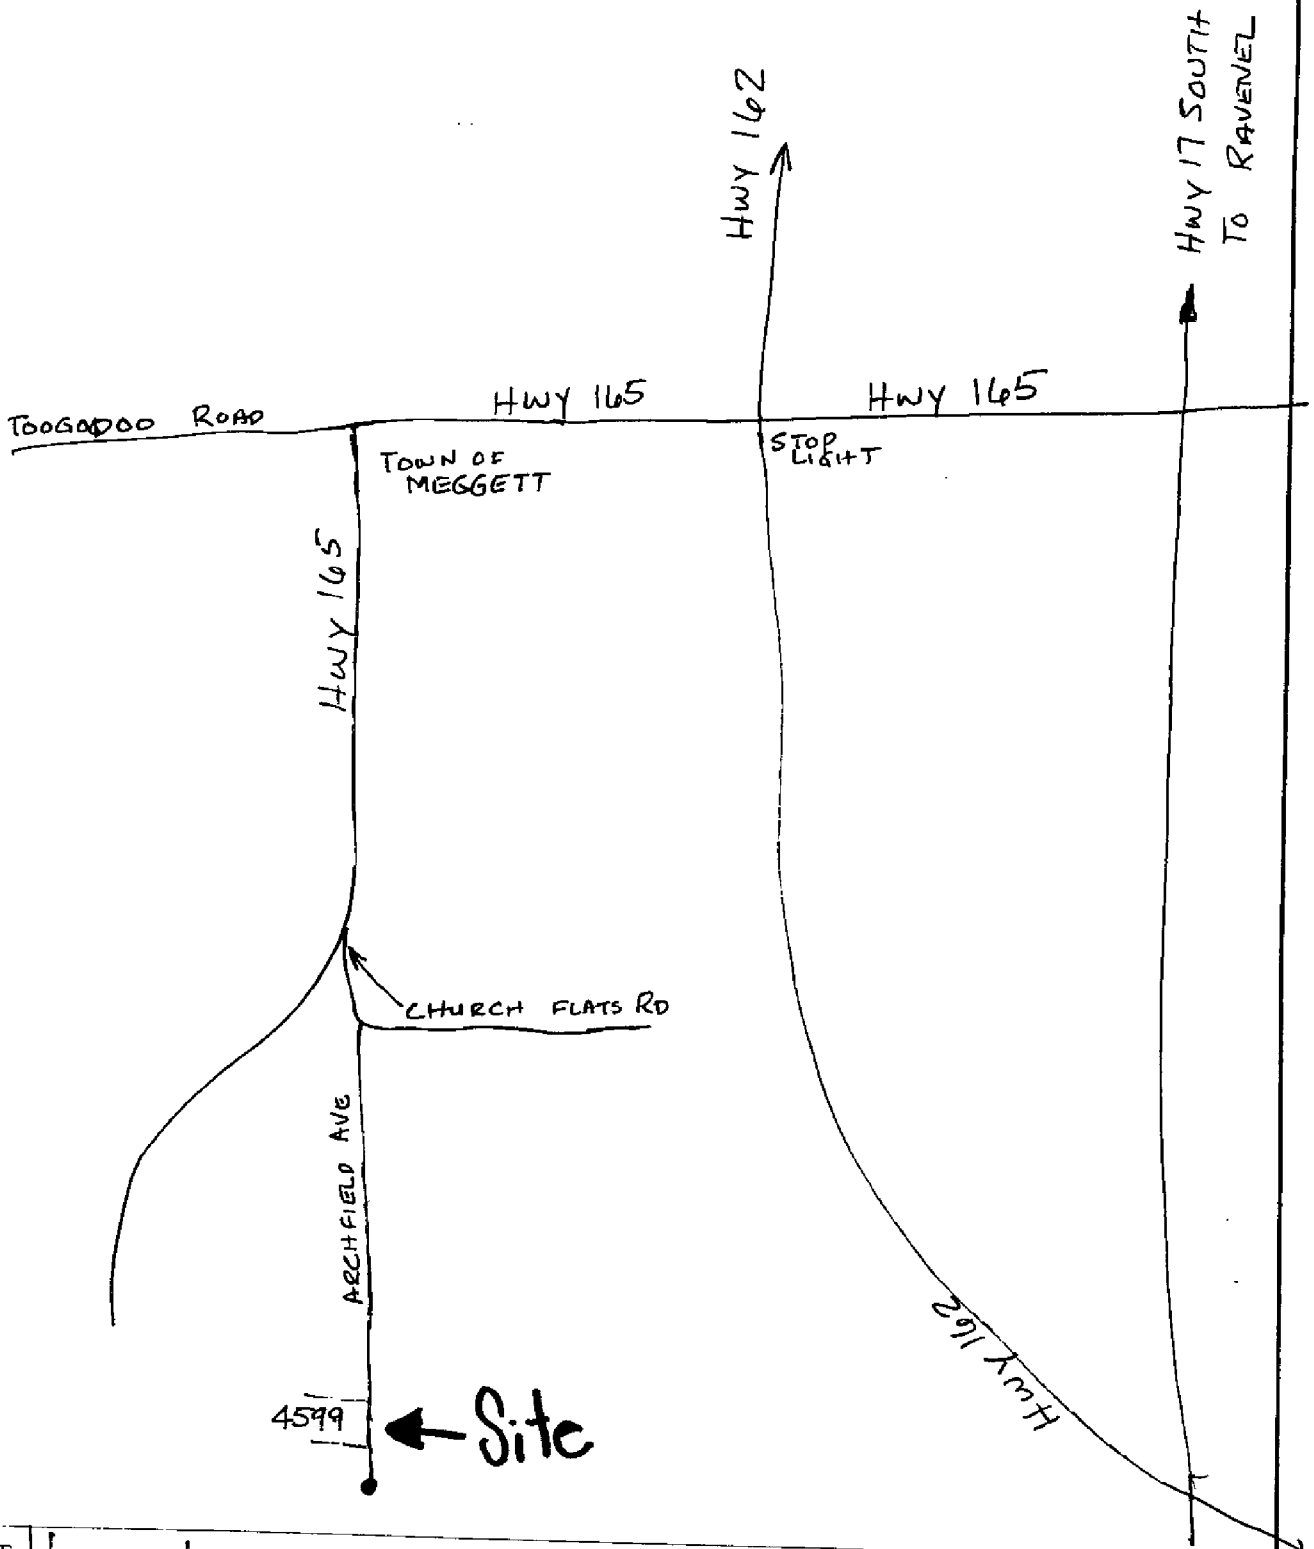 HWY 17 SOUTH
TO RAVENEL
HWY 162
HWY 165
HWY 165
TOOGODOO ROAD
TOWN OF
MEGGETT
STOP
LIGHT
HWY 165
CHURCH FLATS RD
ARCHFIELD AVE
HWY 162
4599
Site